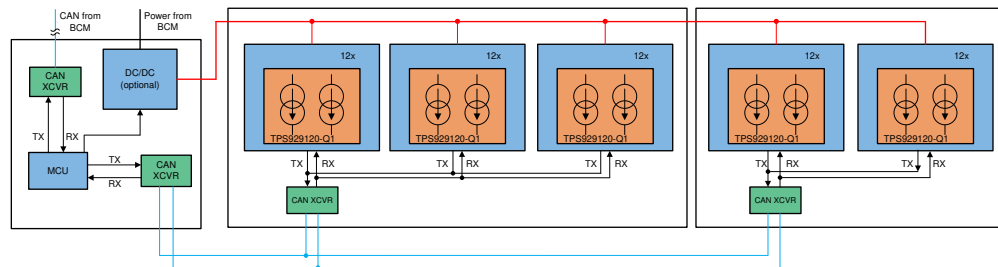 CAN from
BCM
Power from
BCM
CAN
XCVR
DC/DC
(optional)
TX
RX
MCU
TX
RX
CAN
XCVR
12x
TPS929120-Q1
12x
TPS929120-Q1
12x
TPS929120-Q1
TX
RX
TX
RX
TX
RX
CAN XCVR
12x
TPS929120-Q1
12x
TPS929120-Q1
TX
RX
TX
RX
CAN XCVR